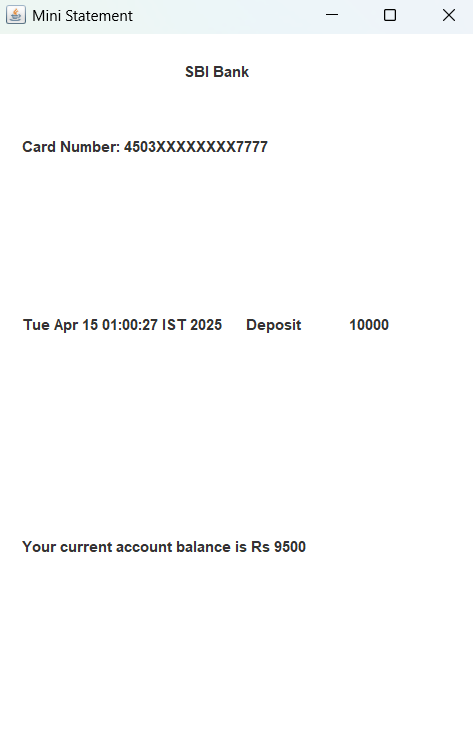 Mini Statement
SBI Bank
Card Number: 4503XXXXXXXX7777
Tue Apr 15 01:00:27 IST 2025 Deposit 10000
Your current account balance is Rs 9500